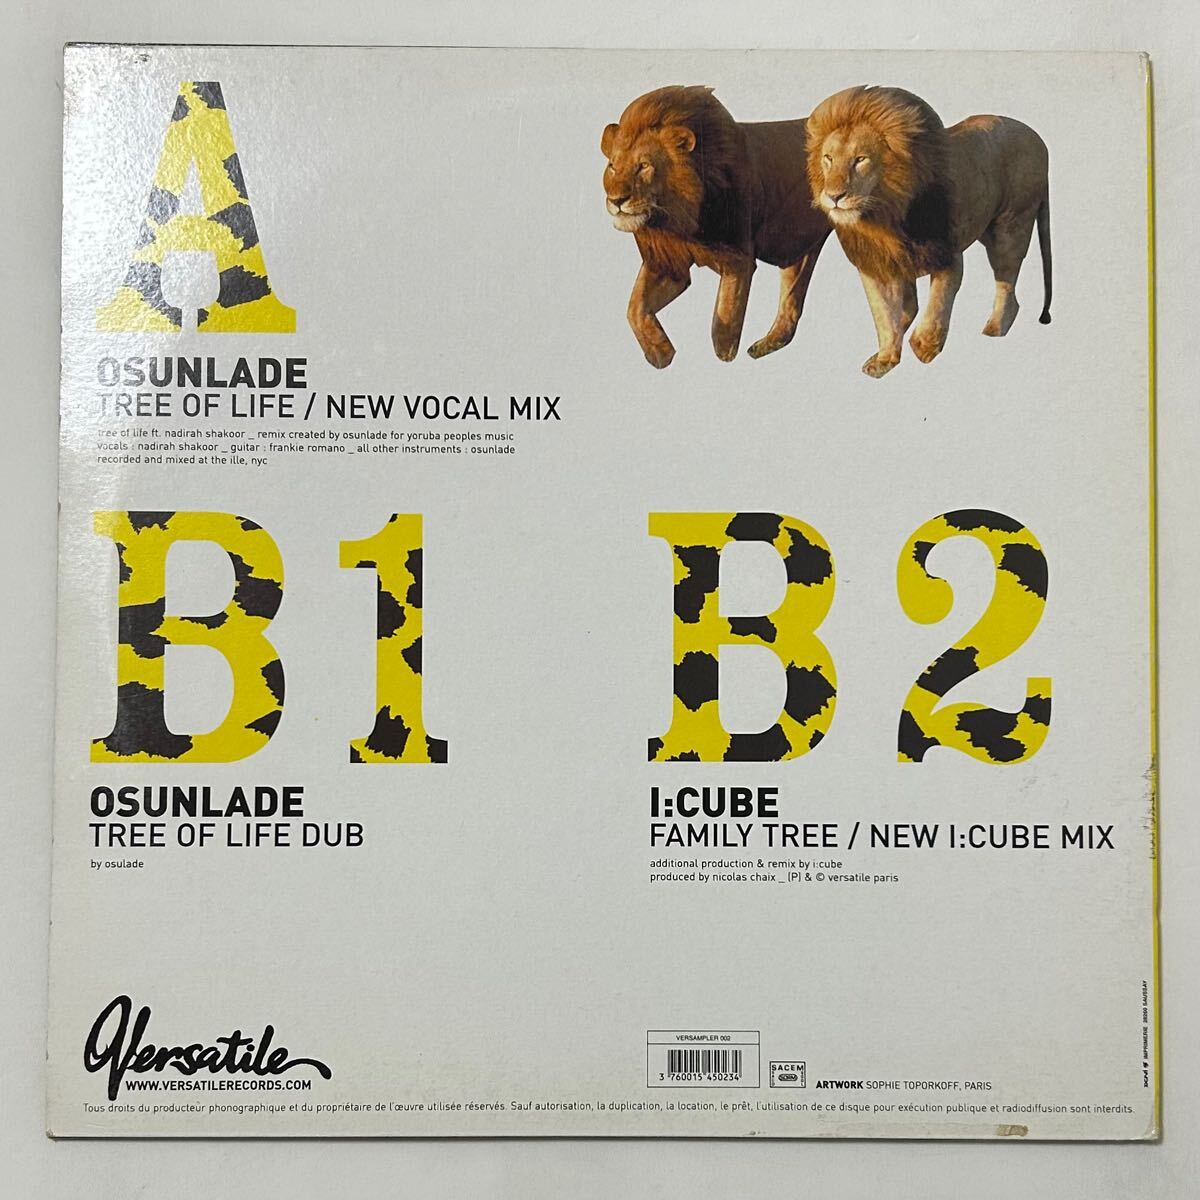 A
OSUNLADE
TREE OF LIFE / NEW VOCAL MIX
tree of life ft. nadirah shakoor _ remix created by osunlade for yoruba peoples music
vocals : nadirah shakoor _ guitar : frankie romano _ all other instruments : osunlade
recorded and mixed at the ille, nyc
B1
OSUNLADE
TREE OF LIFE DUB
by osulade
B2
I:CUBE
FAMILY TREE / NEW I:CUBE MIX
additional production & remix by i:cube
produced by nicolas chaix _ (P) & © versatile paris
Versatile
WWW.VERSATILERECORDS.COM
VERSAMPLER 002
3 760015 450234
SACEM
ARTWORK SOPHIE TOPORKOFF, PARIS
IMPRIMERIE 28260 SAUSSAY
Tous droits du producteur phonographique et du propriétaire de l'œuvre utilisée réservés. Sauf autorisation, la duplication, la location, le prêt, l'utilisation de ce disque pour exécution publique et radiodiffusion sont interdits.